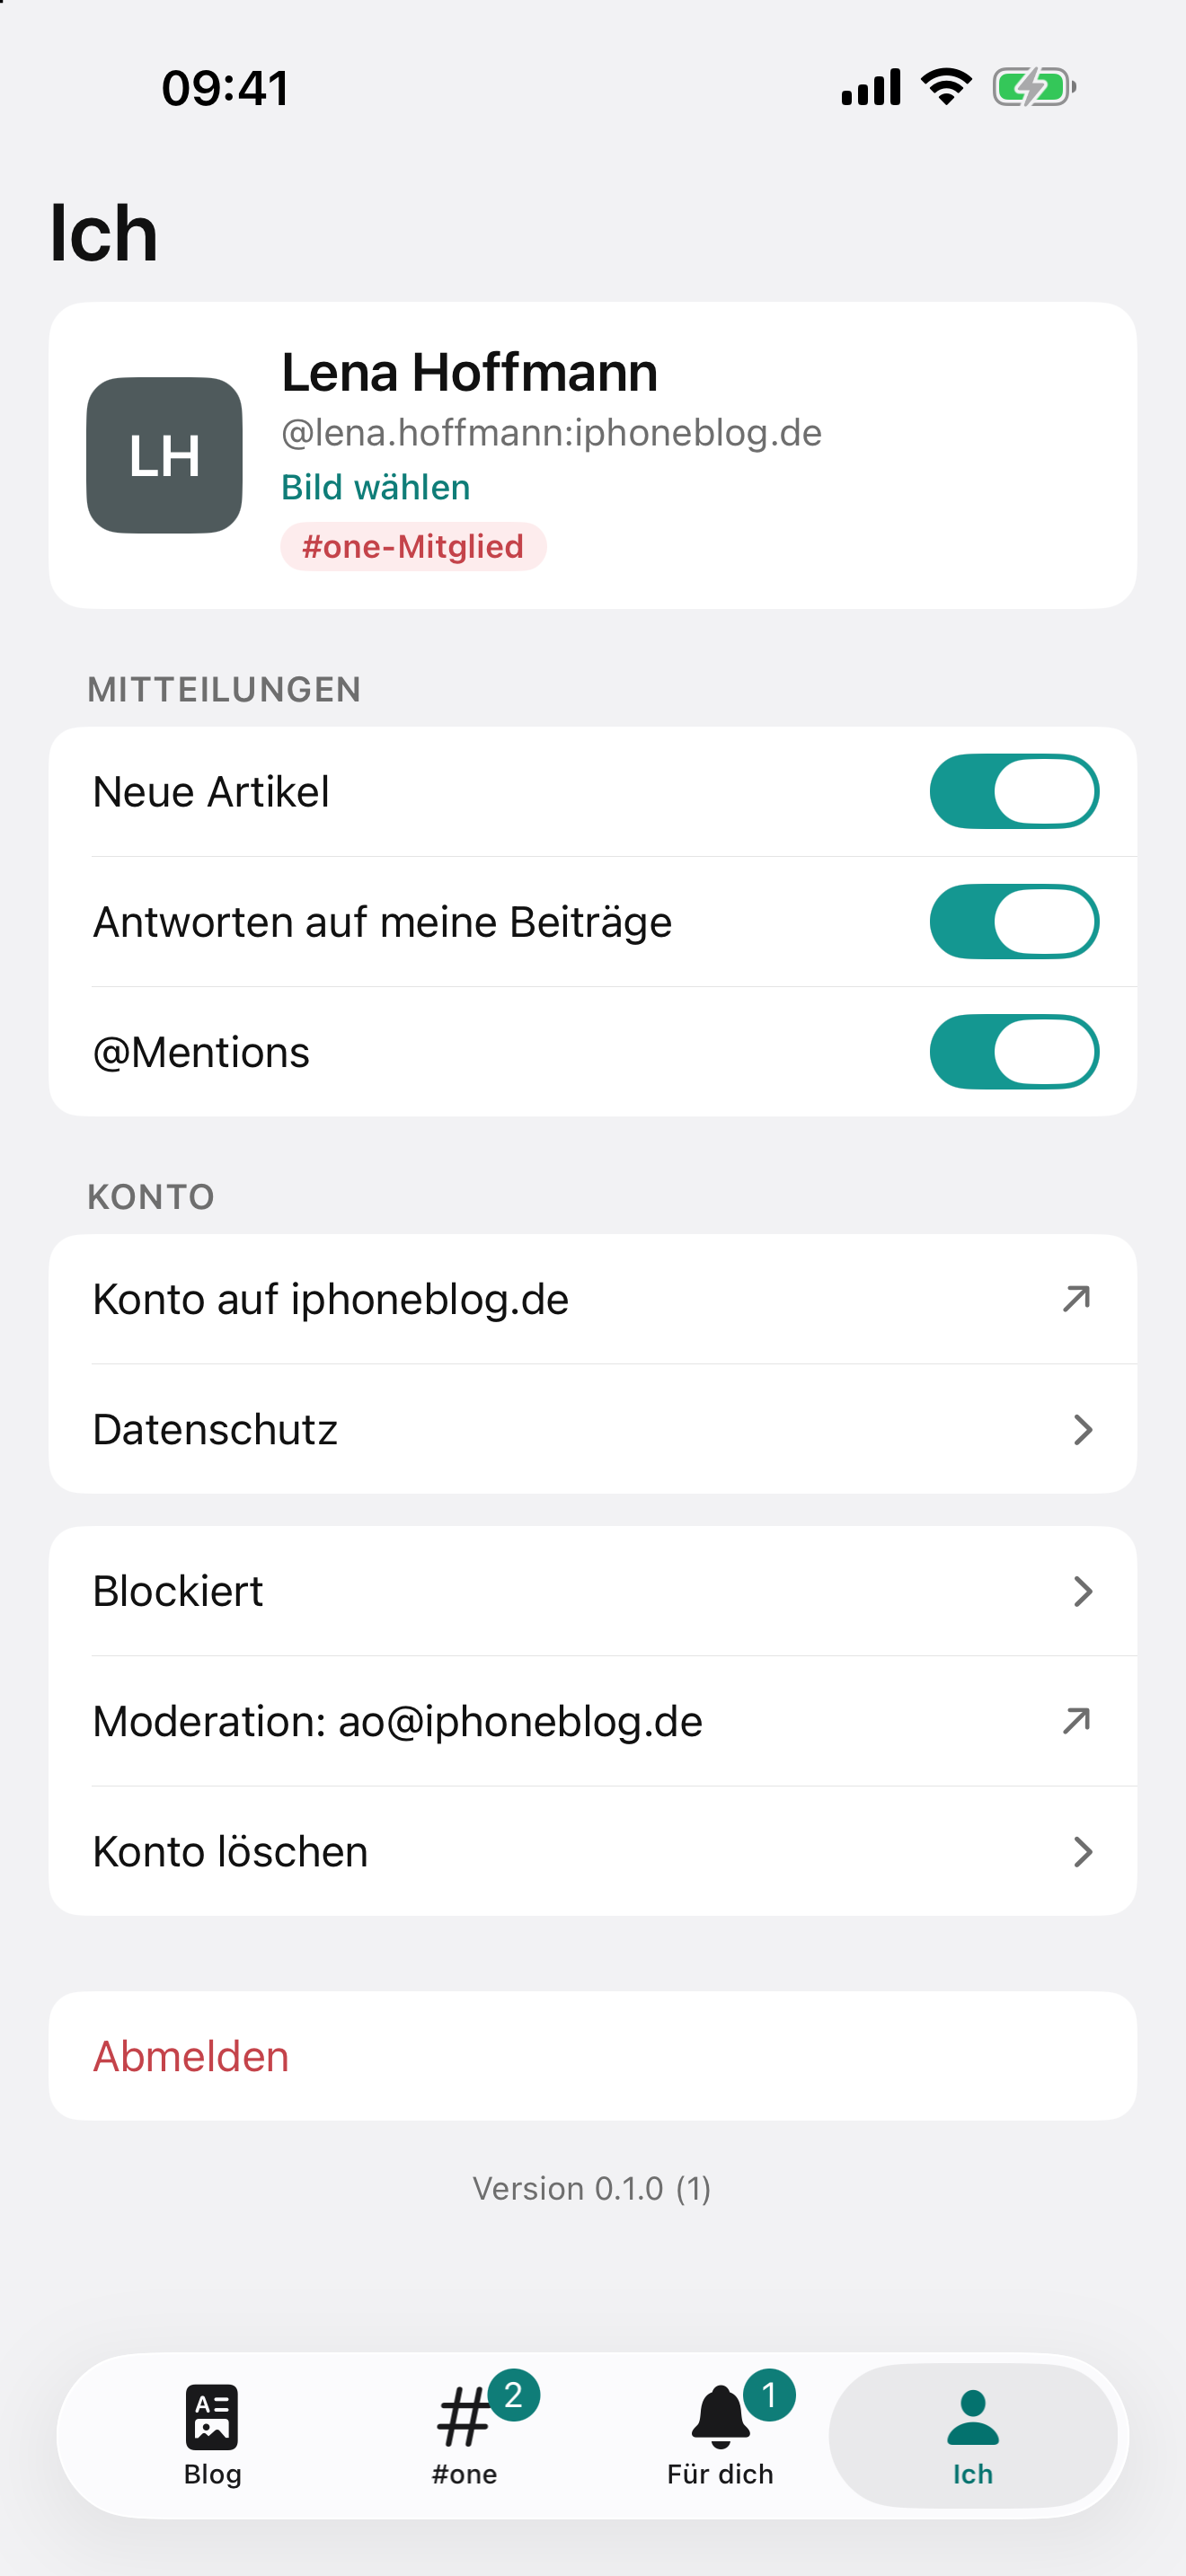 09:41
Ich
LH
Lena Hoffmann
@lena.hoffmann:iphoneblog.de
Bild wählen
#one-Mitglied
MITTEILUNGEN
Neue Artikel
Antworten auf meine Beiträge
@Mentions
KONTO
Konto auf iphoneblog.de
Datenschutz
Blockiert
Moderation: ao@iphoneblog.de
Konto löschen
Abmelden
Version 0.1.0 (1)
2
1
Blog
#one
Für dich
Ich